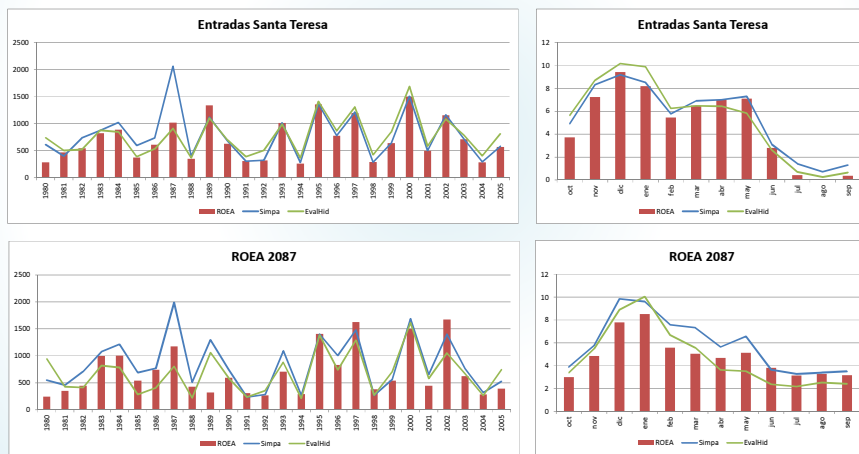 Entradas Santa Teresa
2500
2000
1500
1000
500
0
1980 1981 1982 1983 1984 1985 1986 1987 1988 1989 1990 1991 1992 1993 1994 1995 1996 1997 1998 1999 2000 2001 2002 2003 2004 2005
ROEA Simpa EvalHid
Entradas Santa Teresa
12
10
8
6
4
2
0
oct nov dic ene feb mar abr may jun jul ago sep
ROEA Simpa EvalHid
ROEA 2087
2500
2000
1500
1000
500
0
1980 1981 1982 1983 1984 1985 1986 1987 1988 1989 1990 1991 1992 1993 1994 1995 1996 1997 1998 1999 2000 2001 2002 2003 2004 2005
ROEA Simpa EvalHid
ROEA 2087
12
10
8
6
4
2
0
oct nov dic ene feb mar abr may jun jul ago sep
ROEA Simpa EvalHid